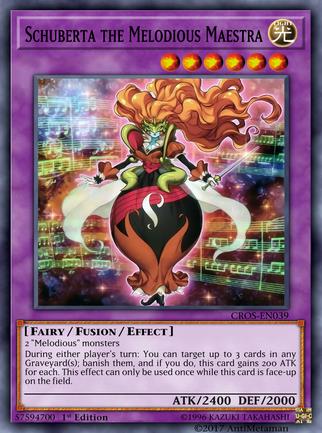 SCHUBERTA THE MELODIOUS MAESTRA
LIGHT
光
CROS-EN039
[FAIRY / FUSION / EFFECT]
2 "Melodious" monsters
During either player's turn: You can target up to 3 cards in any
Graveyard(s); banish them, and if you do, this card gains 200 ATK
for each. This effect can only be used once while this card is face-up
on the field.
ATK/2400 DEF/2000
57594700 1st Edition ©1996 KAZUKI TAKAHASHI
©2017 AntiMetaman